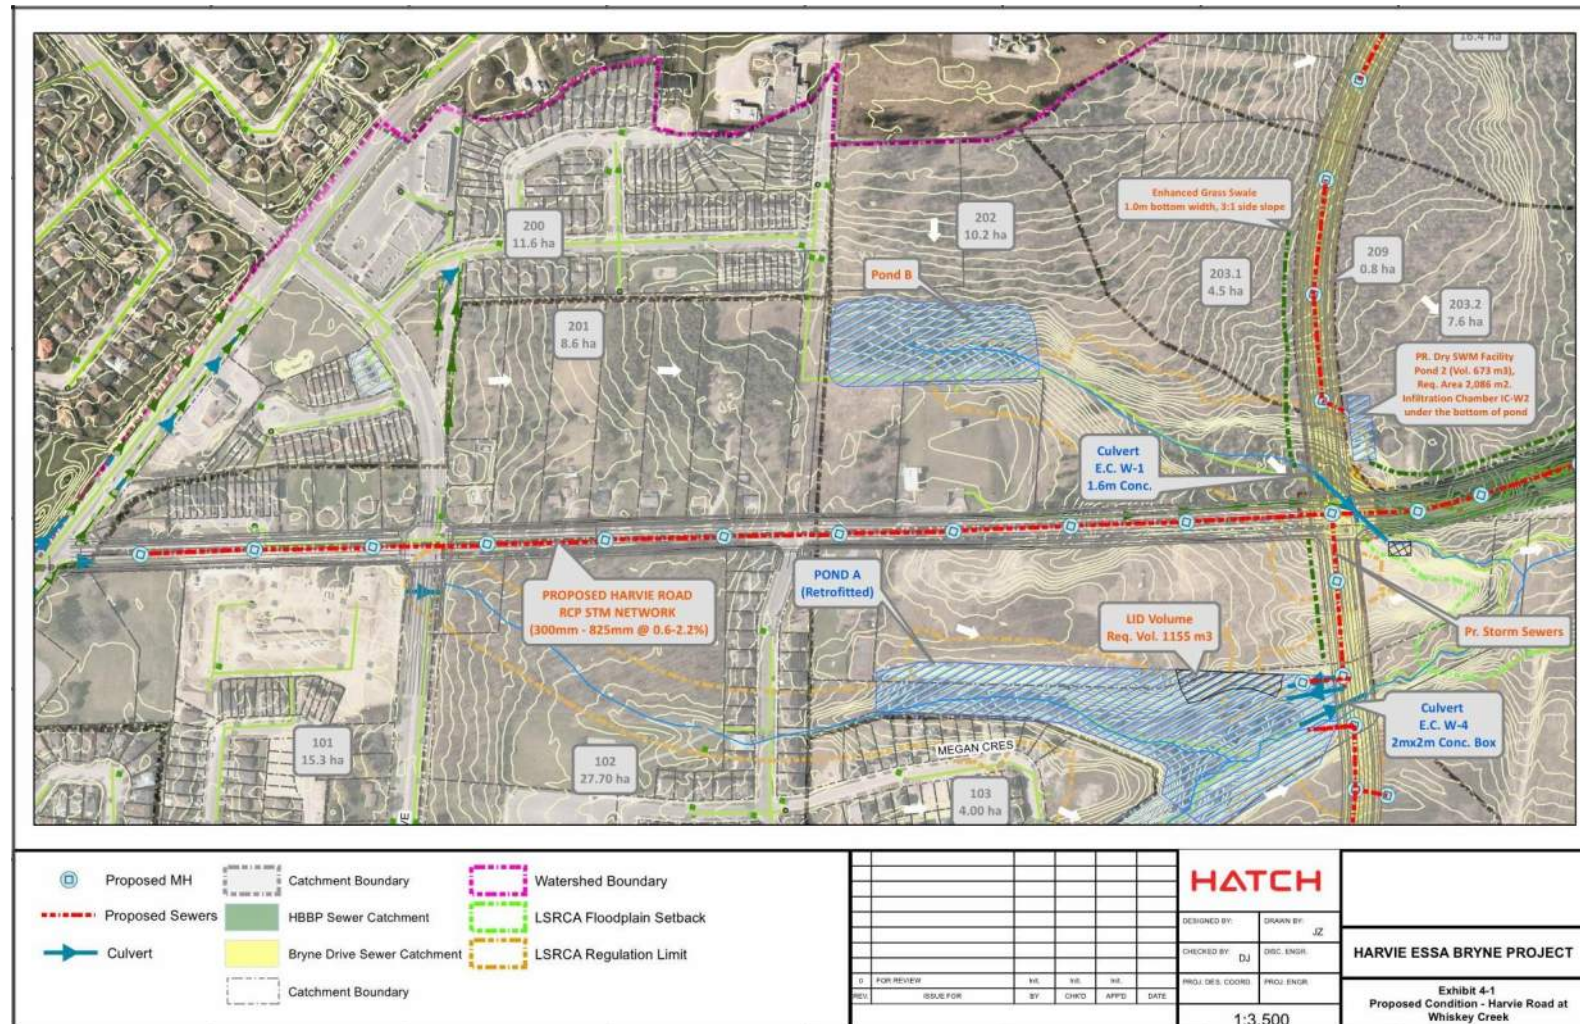 16.4 ha
Enhanced Grass Swale
1.0m bottom width, 3:1 side slope
200
11.6 ha
202
10.2 ha
209
0.8 ha
Pond B
203.1
4.5 ha
203.2
7.6 ha
201
8.6 ha
PR. Dry SWM Facility
Pond 2 (Vol. 673 m3),
Req. Area 2,086 m2.
Infiltration Chamber IC-W2
under the bottom of pond
Culvert
E.C. W-1
1.6m Conc.
PROPOSED HARVIE ROAD
RCP STM NETWORK
(300mm - 825mm @ 0.6-2.2%)
POND A
(Retrofitted)
LID Volume
Req. Vol. 1155 m3
Pr. Storm Sewers
Culvert
E.C. W-4
2mx2m Conc. Box
101
15.3 ha
102
27.70 ha
MEGAN CRES
103
4.00 ha
VE
Proposed MH
Proposed Sewers
Culvert
Catchment Boundary
HBBP Sewer Catchment
Bryne Drive Sewer Catchment
Catchment Boundary
Watershed Boundary
LSRCA Floodplain Setback
LSRCA Regulation Limit
0 FOR REVIEW Int. Int. Int.
REV. ISSUE FOR BY CHK'D APP'D DATE
HATCH
DESIGNED BY: DRAWN BY: JZ
CHECKED BY: DJ DISC. ENGR.
PROJ. DES. COORD. PROJ. ENGR.
1:3,500
HARVIE ESSA BRYNE PROJECT
Exhibit 4-1
Proposed Condition - Harvie Road at
Whiskey Creek